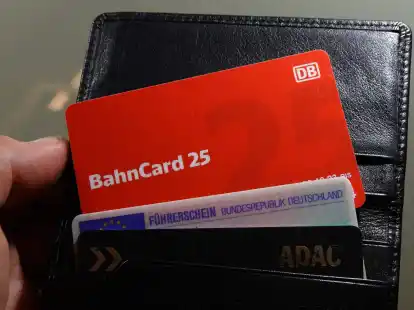 DB
BahnCard 25
FÜHRERSCHEIN BUNDESREPUBLIK DEUTSCHLAND
ADAC